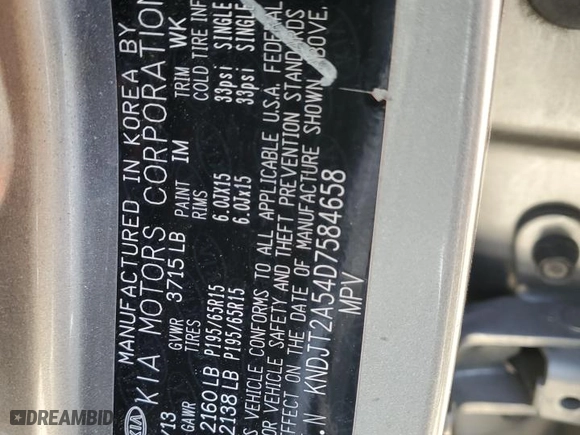 MANUFACTURED IN KOREA BY
KIA MOTORS CORPORATION
KIA
/13 GVWR 3715 LB PAINT IM TRIM WK
GAWR TIRES RIMS COLD TIRE INF
2160 LB P195/65R15 6.0JX15 33psi SINGLE
2138 LB P195/65R15 6.0Jx15 33psi SINGLE
VEHICLE CONFORMS TO ALL APPLICABLE U.S.A. FEDERAL
VEHICLE SAFETY AND THEFT PREVENTION STANDARDS
EFFECT ON THE DATE OF MANUFACTURE SHOWN ABOVE.
.N KNDJT2A54D7584658
MPV
AUTOHELPERBOT.COM